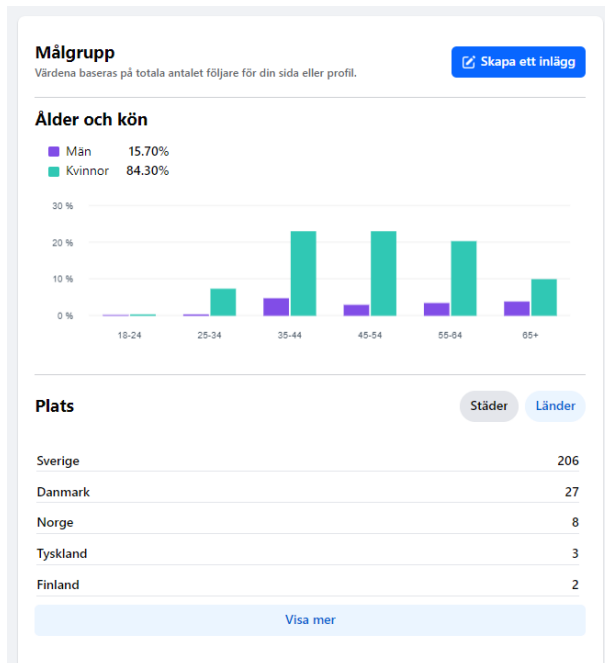 Målgrupp
Värdena baseras på totala antalet följare för din sida eller profil.
Skapa ett inlägg
Ålder och kön
Män 15.70%
Kvinnor 84.30%
30 %
20 %
10 %
0 %
18-24 25-34 35-44 45-54 55-64 65+
Plats
Städer Länder
Sverige 206
Danmark 27
Norge 8
Tyskland 3
Finland 2
Visa mer